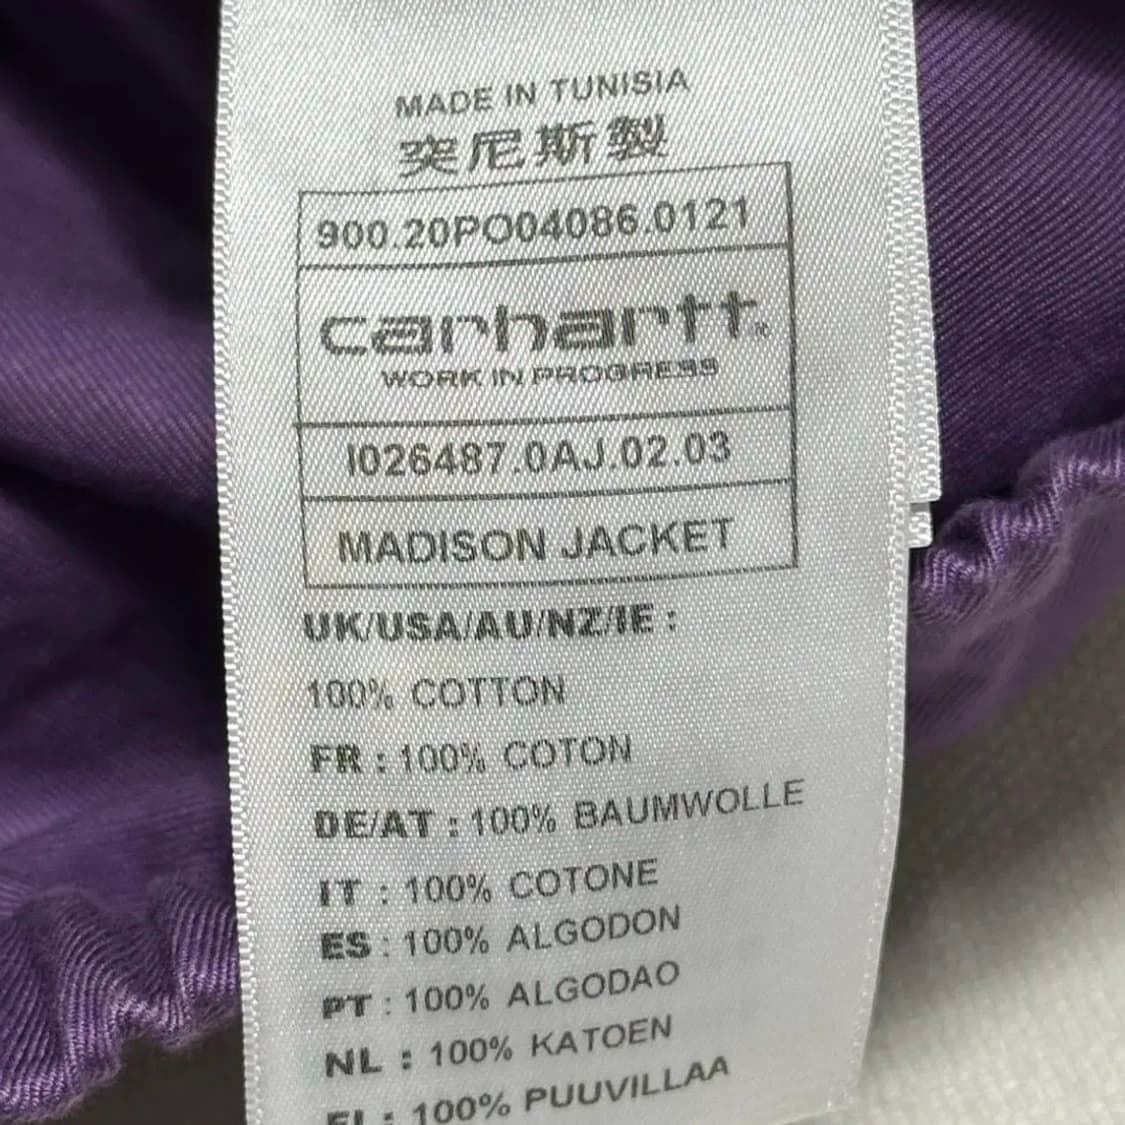 MADE IN TUNISIA
突尼斯製
900.20PO04086.0121
carhartt®
WORK IN PROGRESS
I026487.0AJ.02.03
MADISON JACKET
UK/USA/AU/NZ/IE :
100% COTTON
FR : 100% COTON
DE/AT : 100% BAUMWOLLE
IT : 100% COTONE
ES : 100% ALGODON
PT : 100% ALGODAO
NL : 100% KATOEN
FI : 100% PUUVILLAA